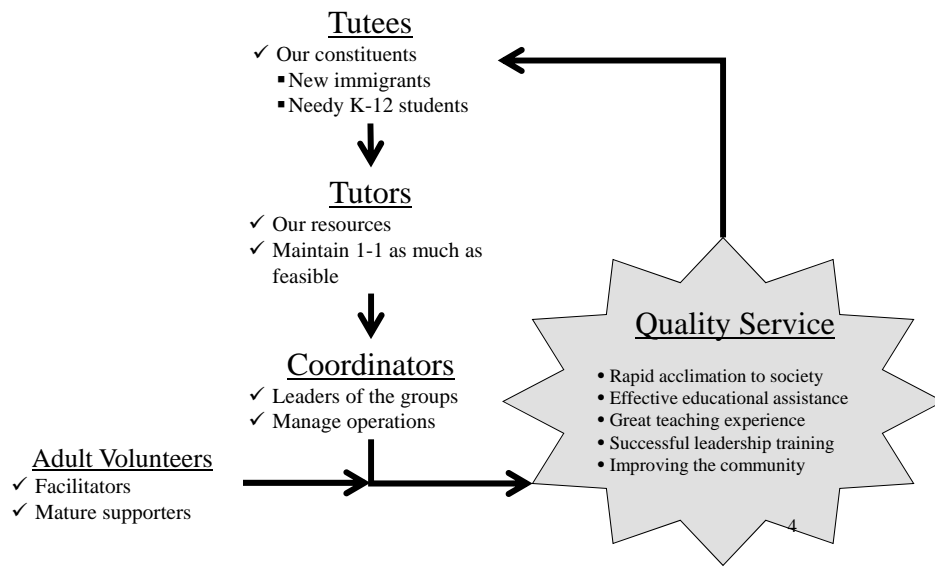 Tutees
✓ Our constituents
▪ New immigrants
▪ Needy K-12 students
Tutors
✓ Our resources
✓ Maintain 1-1 as much as
feasible
Coordinators
✓ Leaders of the groups
✓ Manage operations
Adult Volunteers
✓ Facilitators
✓ Mature supporters
Quality Service
• Rapid acclimation to society
• Effective educational assistance
• Great teaching experience
• Successful leadership training
• Improving the community
4